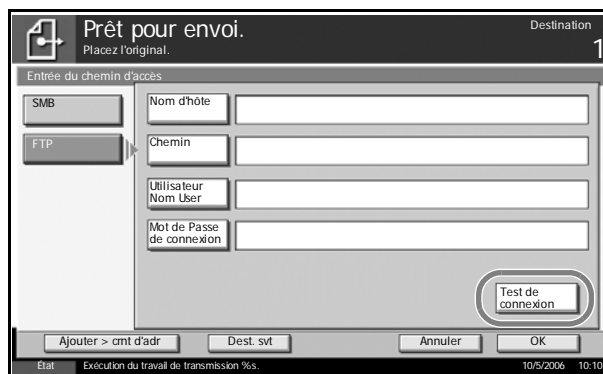 Prêt pour envoi.
Placez l'original.
Destination
1
Entrée du chemin d'accès
SMB
FTP
Nom d'hôte
Chemin
Utilisateur
Nom User
Mot de Passe
de connexion
Test de
connexion
Ajouter > cmt d'adr
Dest. svt
Annuler
OK
État
Exécution du travail de transmission %s.
10/5/2006
10:10